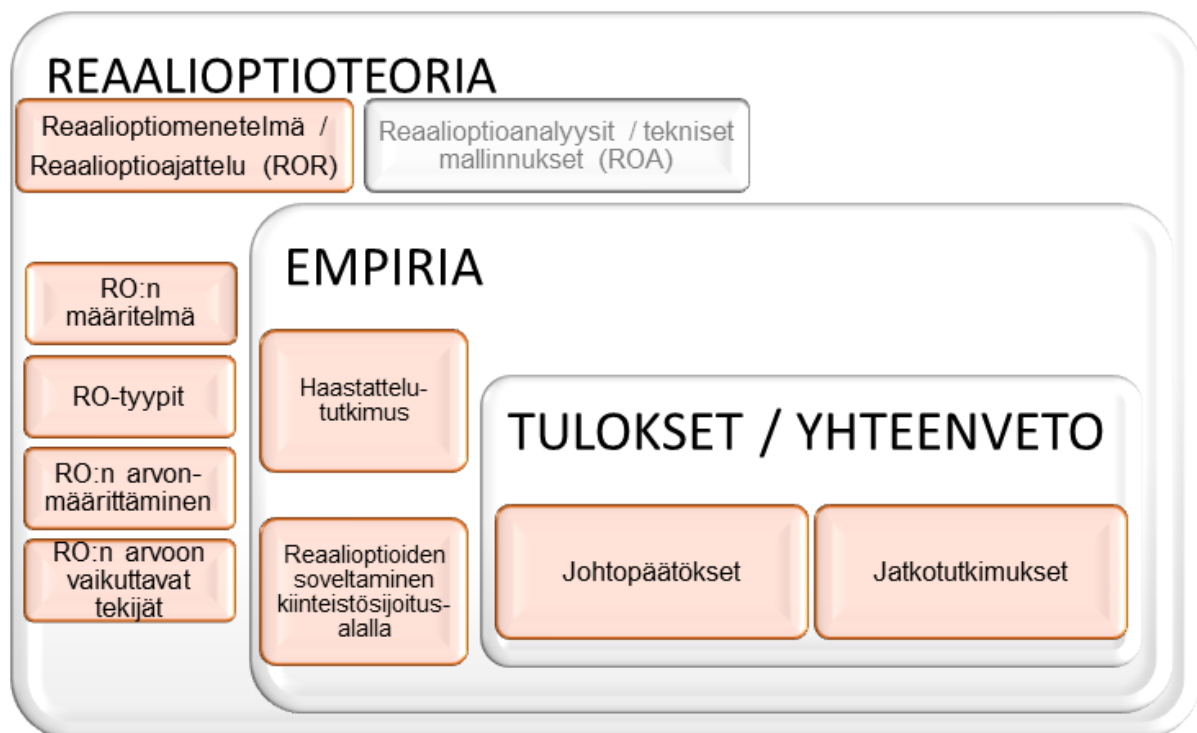 REAALIOPTIOTEORIA
Reaalioptiomenetelmä /
Reaalioptioajattelu (ROR)
Reaalioptioanalyysit / tekniset
mallinnukset (ROA)
RO:n
määritelmä
RO-tyypit
RO:n arvon-
määrittäminen
RO:n arvoon
vaikuttavat
tekijät
EMPIRIA
Haastattelu-
tutkimus
Reaalioptioiden
soveltaminen
kiinteistösijoitus-
alalla
TULOKSET / YHTEENVETO
Johtopäätökset
Jatkotutkimukset